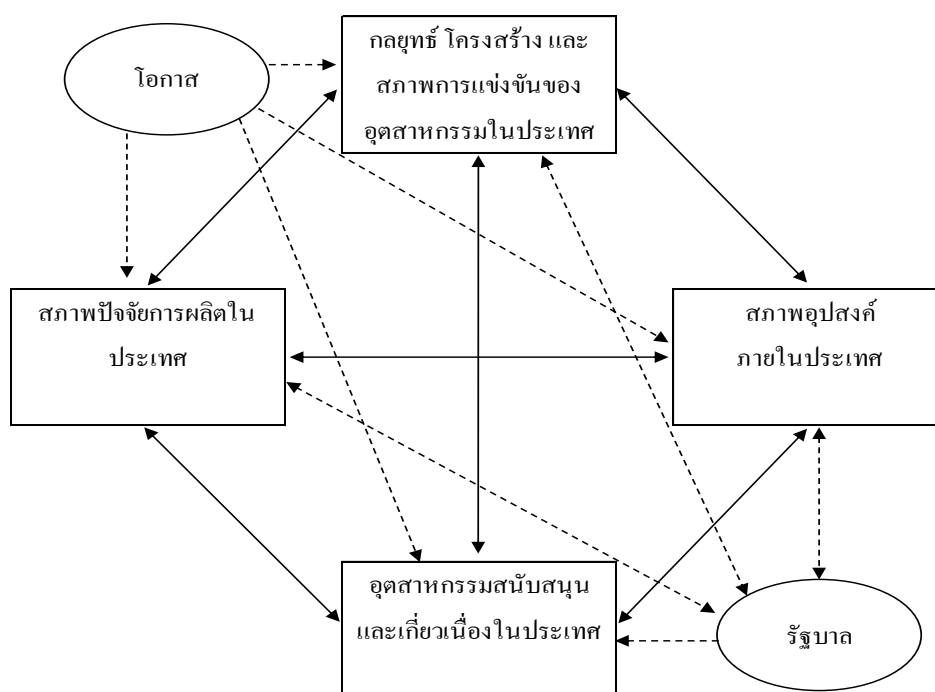 กลยุทธ์ โครงสร้าง และ
สภาพการแข่งขันของ
อุตสาหกรรมในประเทศ
โอกาส
สภาพปัจจัยการผลิตใน
ประเทศ
สภาพอุปสงค์
ภายในประเทศ
อุตสาหกรรมสนับสนุน
และเกี่ยวเนื่องในประเทศ
รัฐบาล